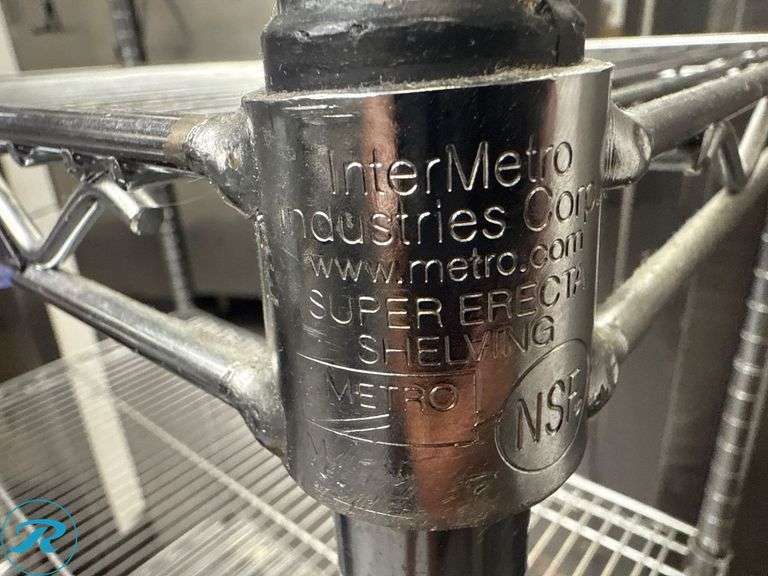 InterMetro
Industries Corp.
www.metro.com
SUPER ERECTA
SHELVING
METRO
NSF
R